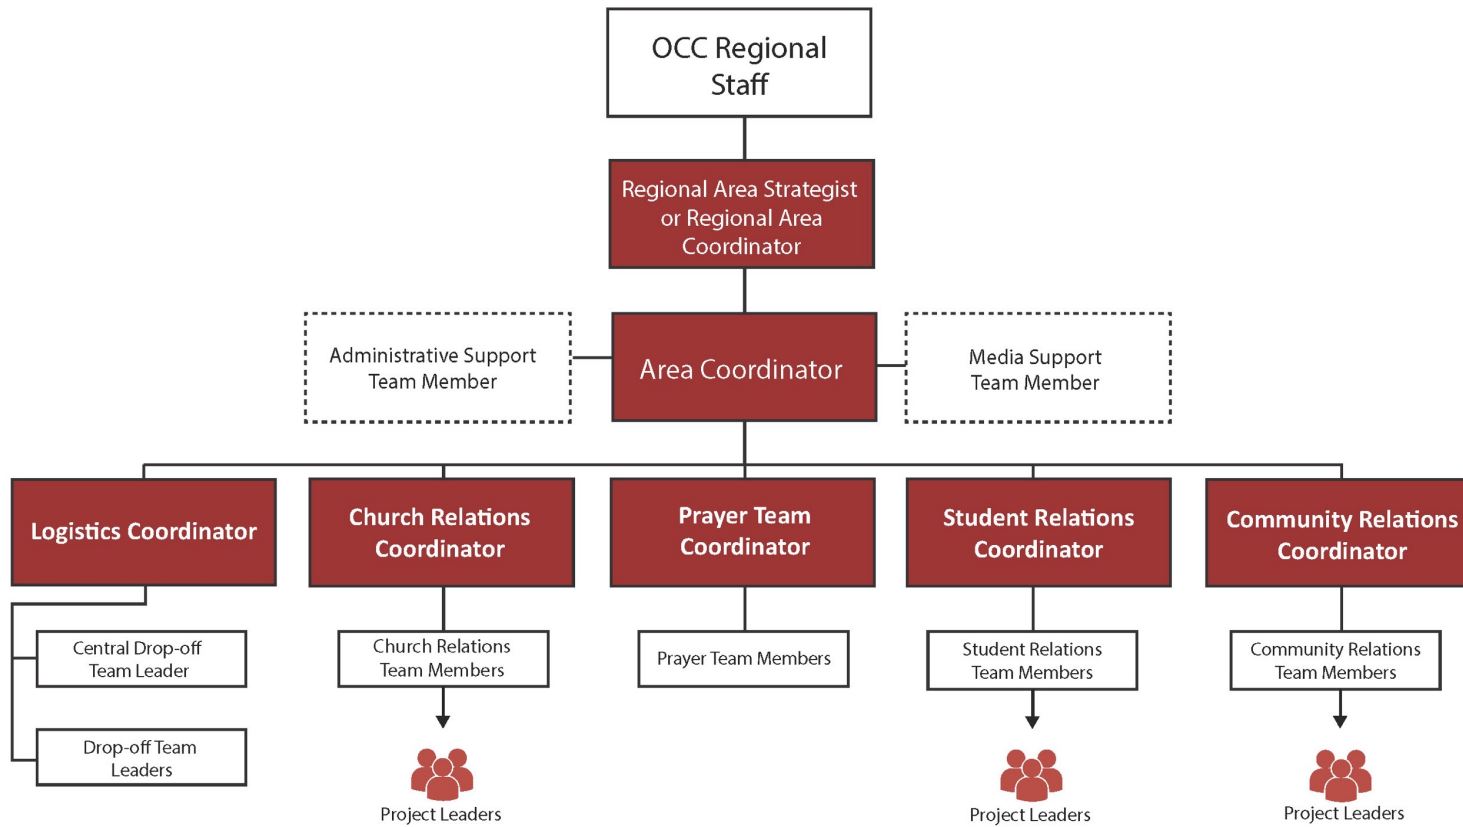 OCC Regional
Staff
Regional Area Strategist
or Regional Area
Coordinator
Administrative Support
Team Member
Area Coordinator
Media Support
Team Member
Logistics Coordinator
Church Relations
Coordinator
Prayer Team
Coordinator
Student Relations
Coordinator
Community Relations
Coordinator
Central Drop-off
Team Leader
Church Relations
Team Members
Prayer Team Members
Student Relations
Team Members
Community Relations
Team Members
Drop-off Team
Leaders
Project Leaders
Project Leaders
Project Leaders